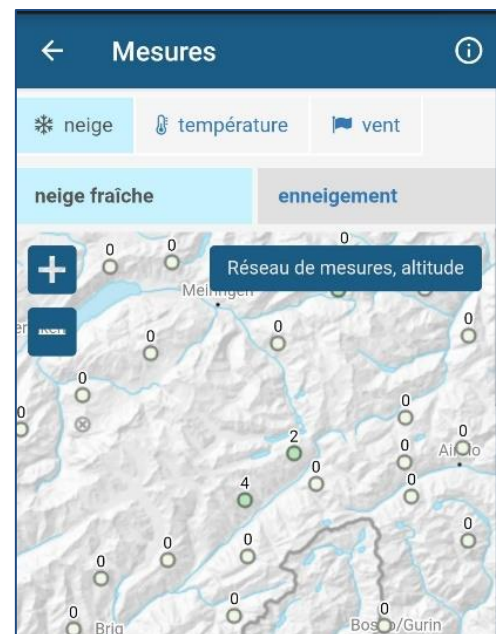 Mesures
neige température vent
neige fraîche enneigement
0 0 0
Réseau de mesures, altitude
Meiringen
0 0 0
0
0 0
2 0 0
Airolo
4 0 0
0
0 0 0
0 0 0
Brig Bosco/Gurin